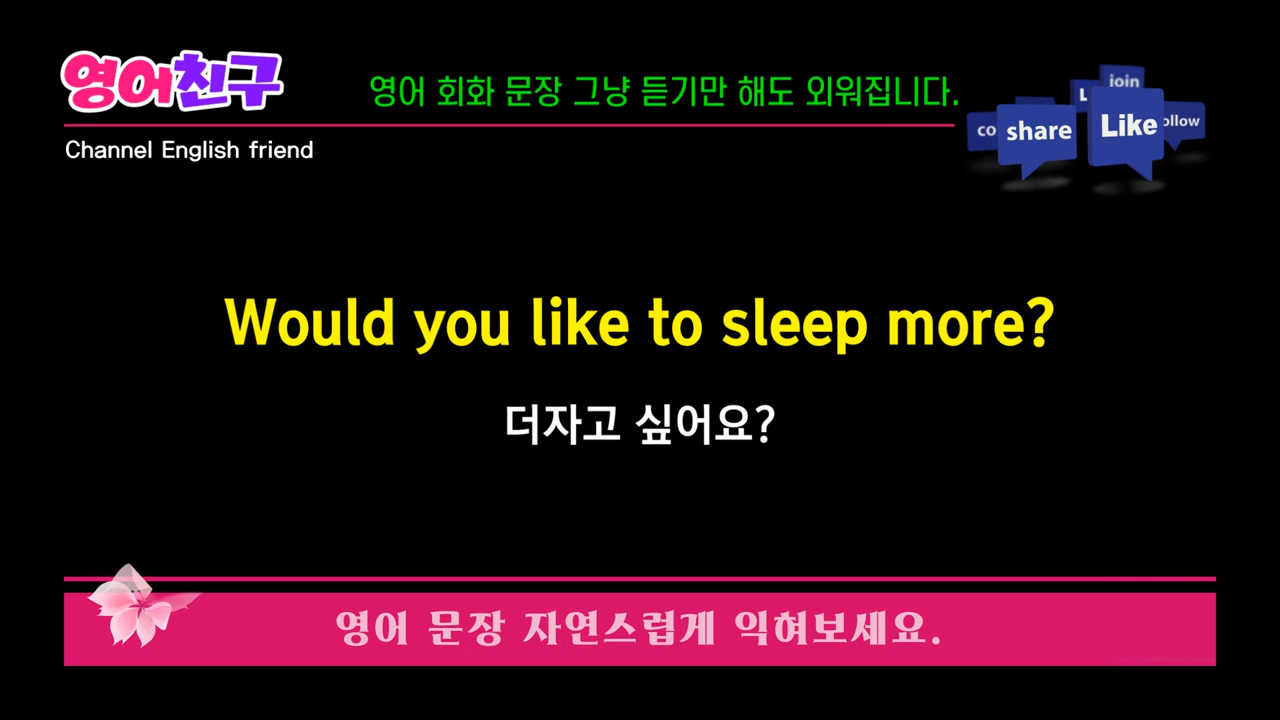 영어친구
영어 회화 문장 그냥 듣기만 해도 외워집니다.
Channel English friend
join
L
co
share
Like
ollow
Would you like to sleep more?
더자고 싶어요?
영어 문장 자연스럽게 익혀보세요.